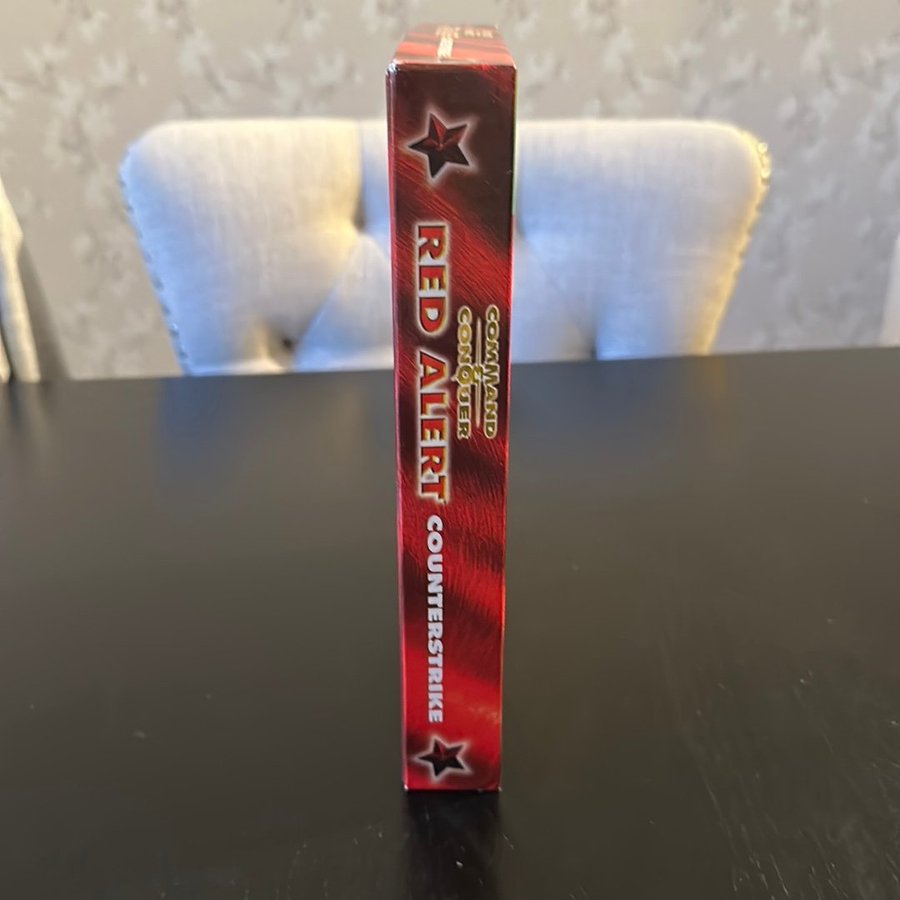 COMMAND
& CONQUER
RED ALERT
COUNTERSTRIKE